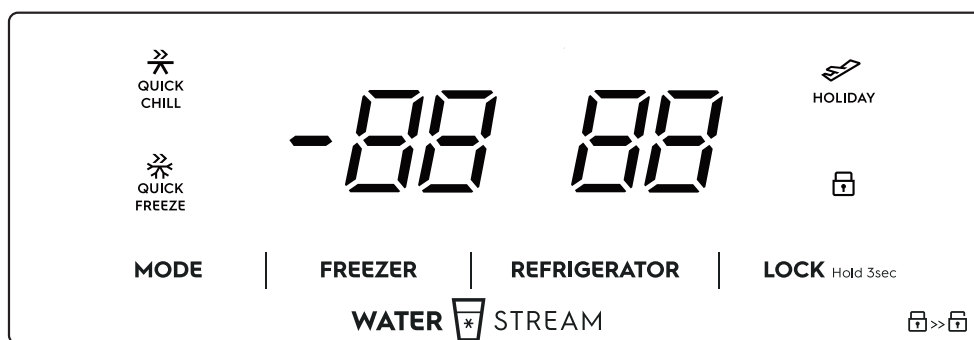 QUICK
CHILL
-88 88
HOLIDAY
QUICK
FREEZE
MODE
FREEZER
REFRIGERATOR
LOCK Hold 3sec
WATER STREAM
>>